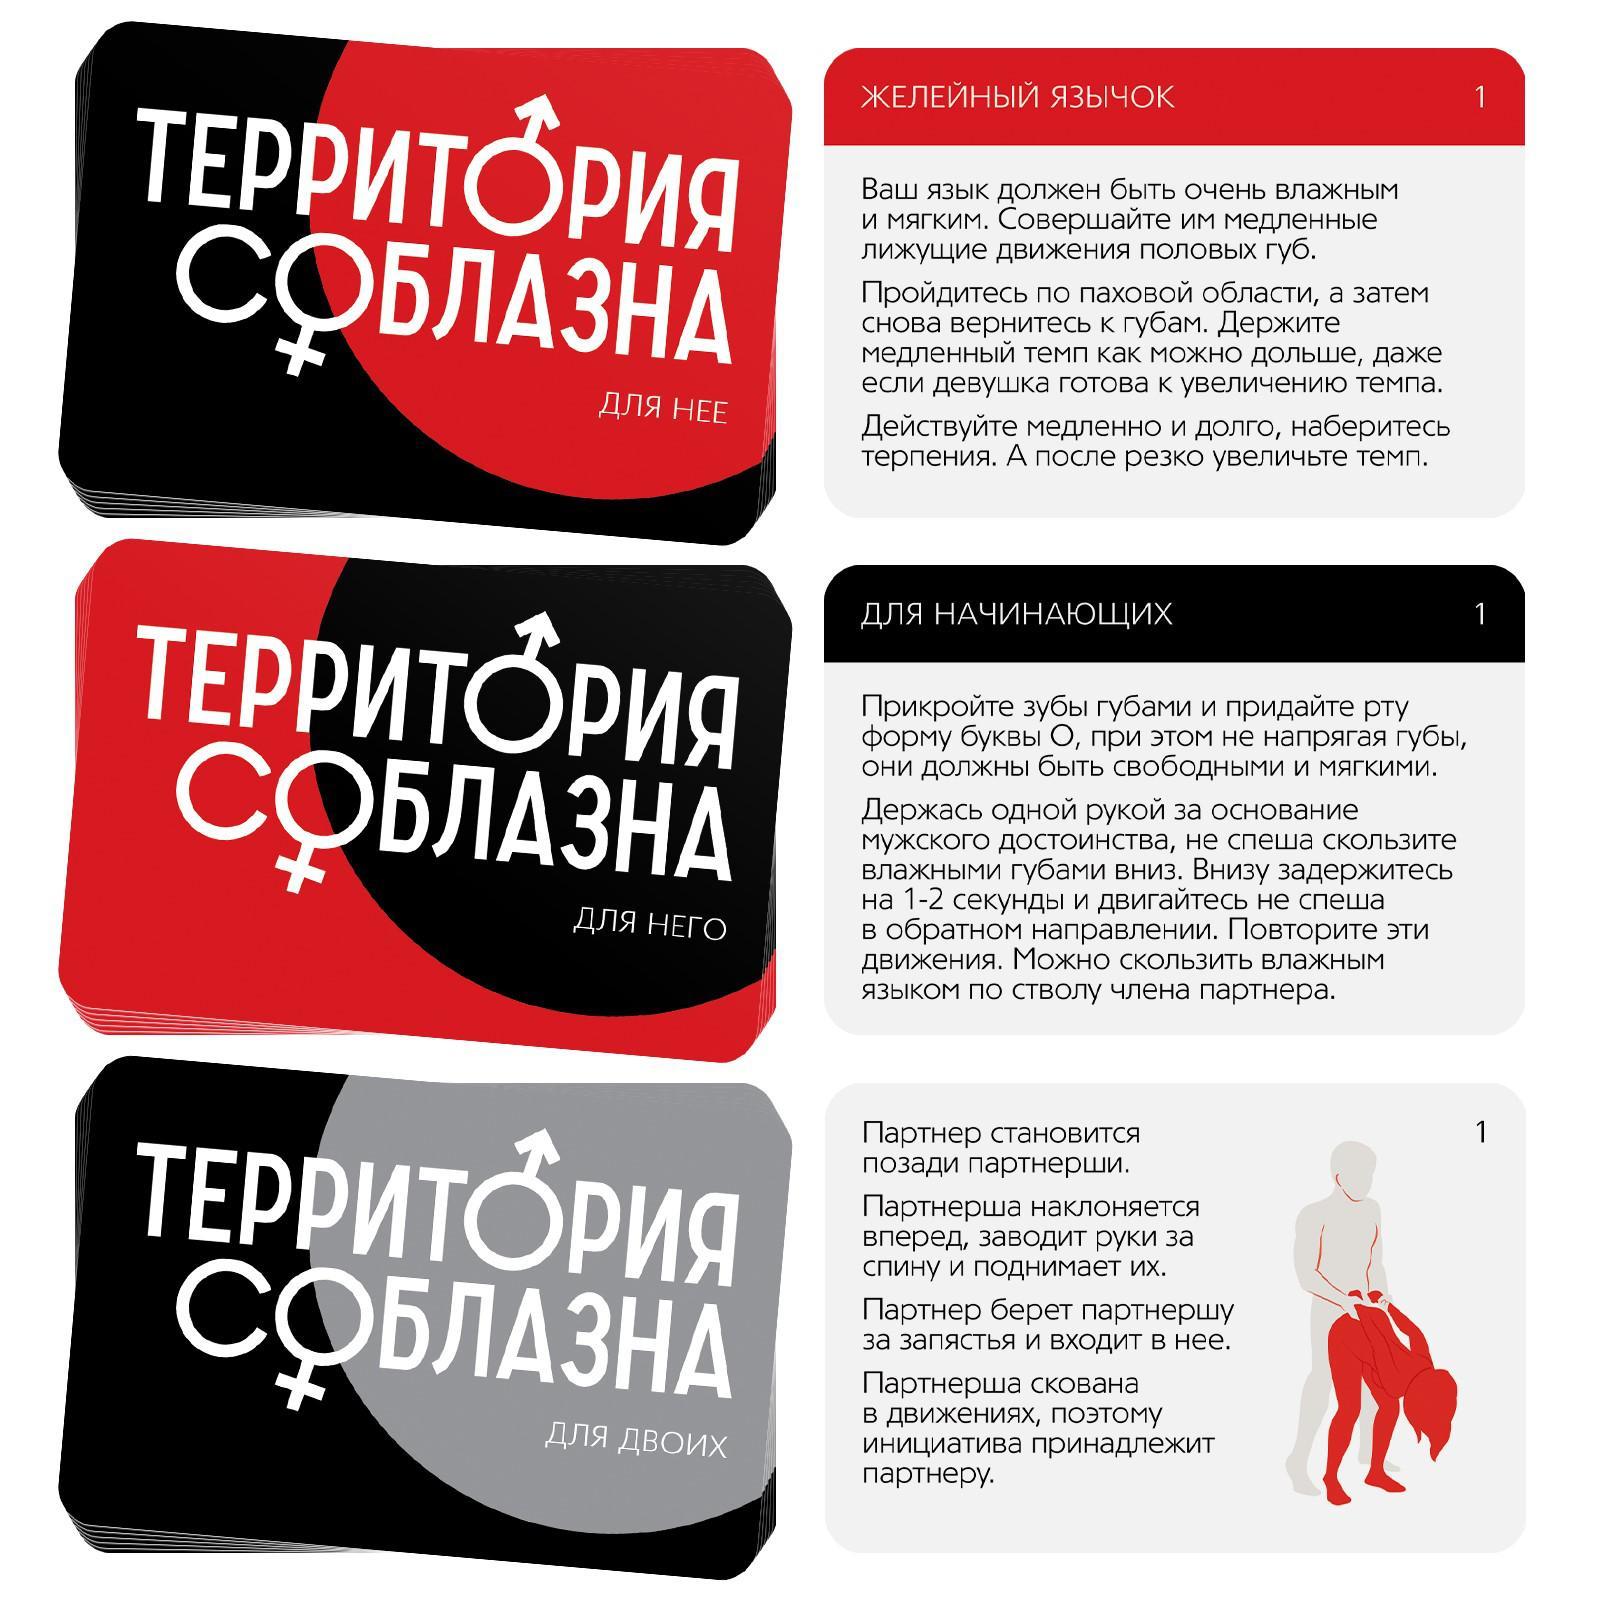 ТЕРРИТОРИЯ
СОБЛАЗНА
ДЛЯ НЕЕ
ЖЕЛЕЙНЫЙ ЯЗЫЧОК 1
Ваш язык должен быть очень влажным
и мягким. Совершайте им медленные
лижущие движения половых губ.
Пройдитесь по паховой области, а затем
снова вернитесь к губам. Держите
медленный темп как можно дольше, даже
если девушка готова к увеличению темпа.
Действуйте медленно и долго, наберитесь
терпения. А после резко увеличьте темп.
ТЕРРИТОРИЯ
СОБЛАЗНА
ДЛЯ НЕГО
ДЛЯ НАЧИНАЮЩИХ 1
Прикройте зубы губами и придайте рту
форму буквы О, при этом не напрягая губы,
они должны быть свободными и мягкими.
Держась одной рукой за основание
мужского достоинства, не спеша скользите
влажными губами вниз. Внизу задержитесь
на 1-2 секунды и двигайтесь не спеша
в обратном направлении. Повторите эти
движения. Можно скользить влажным
языком по стволу члена партнера.
ТЕРРИТОРИЯ
СОБЛАЗНА
ДЛЯ ДВОИХ
1
Партнер становится
позади партнерши.
Партнерша наклоняется
вперед, заводит руки за
спину и поднимает их.
Партнер берет партнершу
за запястья и входит в нее.
Партнерша скована
в движениях, поэтому
инициатива принадлежит
партнеру.